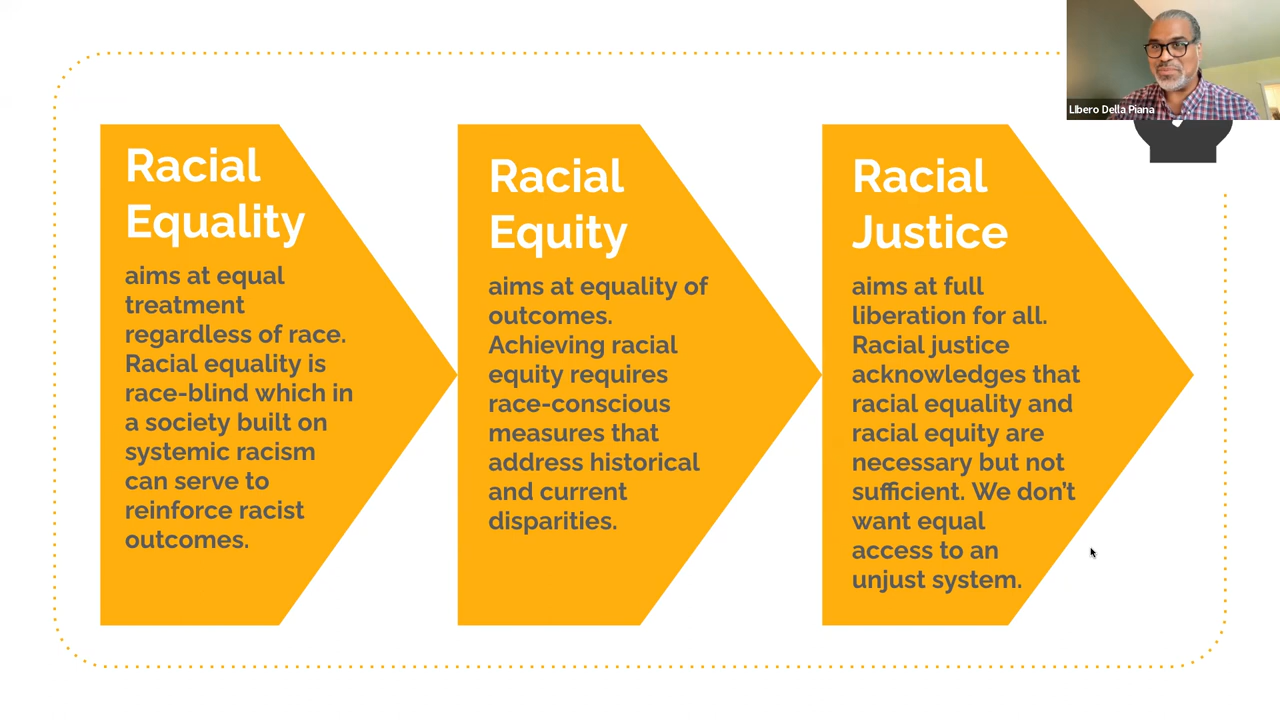 Racial
Equality
aims at equal
treatment
regardless of race.
Racial equality is
race-blind which in
a society built on
systemic racism
can serve to
reinforce racist
outcomes.
Racial
Equity
aims at equality of
outcomes.
Achieving racial
equity requires
race-conscious
measures that
address historical
and current
disparities.
Racial
Justice
aims at full
liberation for all.
Racial justice
acknowledges that
racial equality and
racial equity are
necessary but not
sufficient. We don't
want equal
access to an
unjust system.
LIbero Della Piana